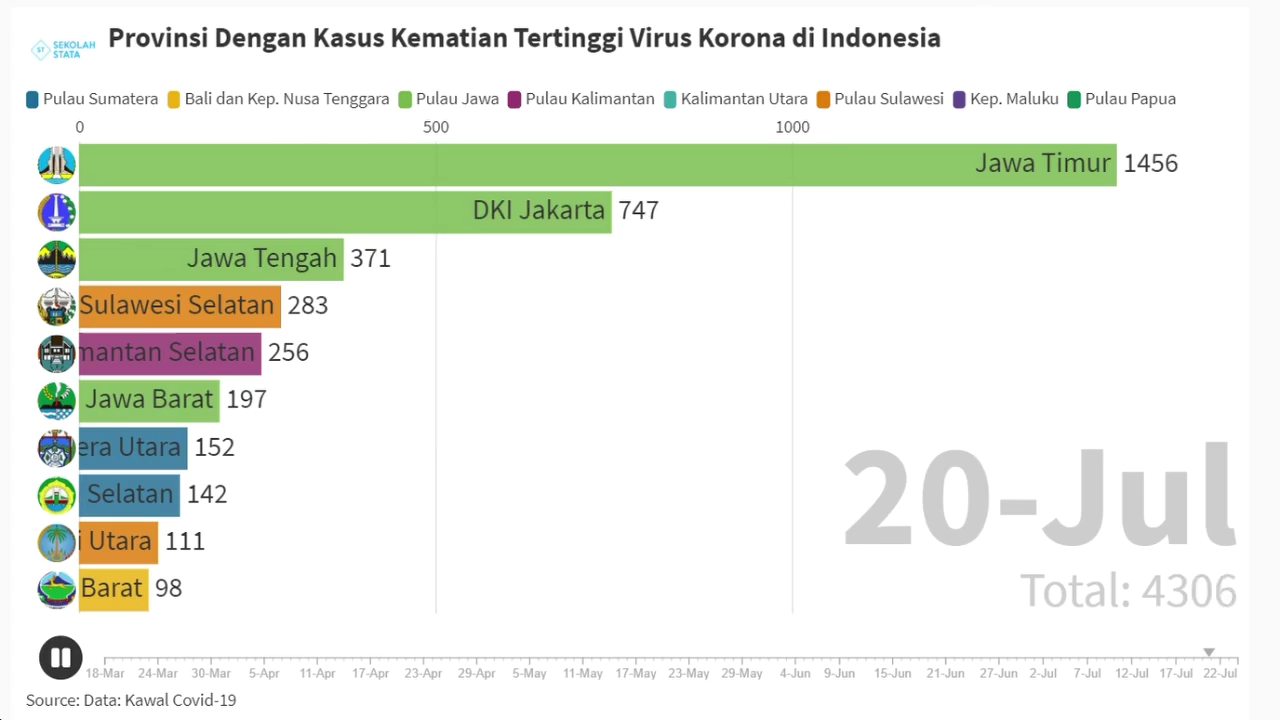 ST SEKOLAH STATA
Provinsi Dengan Kasus Kematian Tertinggi Virus Korona di Indonesia
Pulau Sumatera Bali dan Kep. Nusa Tenggara Pulau Jawa Pulau Kalimantan Kalimantan Utara Pulau Sulawesi Kep. Maluku Pulau Papua
0 500 1000
Jawa Timur 1456
DKI Jakarta 747
Jawa Tengah 371
Sulawesi Selatan 283
mantan Selatan 256
Jawa Barat 197
era Utara 152
Selatan 142
i Utara 111
Barat 98
20-Jul
Total: 4306
18-Mar 24-Mar 30-Mar 5-Apr 11-Apr 17-Apr 23-Apr 29-Apr 5-May 11-May 17-May 23-May 29-May 4-Jun 9-Jun 15-Jun 21-Jun 27-Jun 2-Jul 7-Jul 12-Jul 17-Jul 22-Jul
Source: Data: Kawal Covid-19